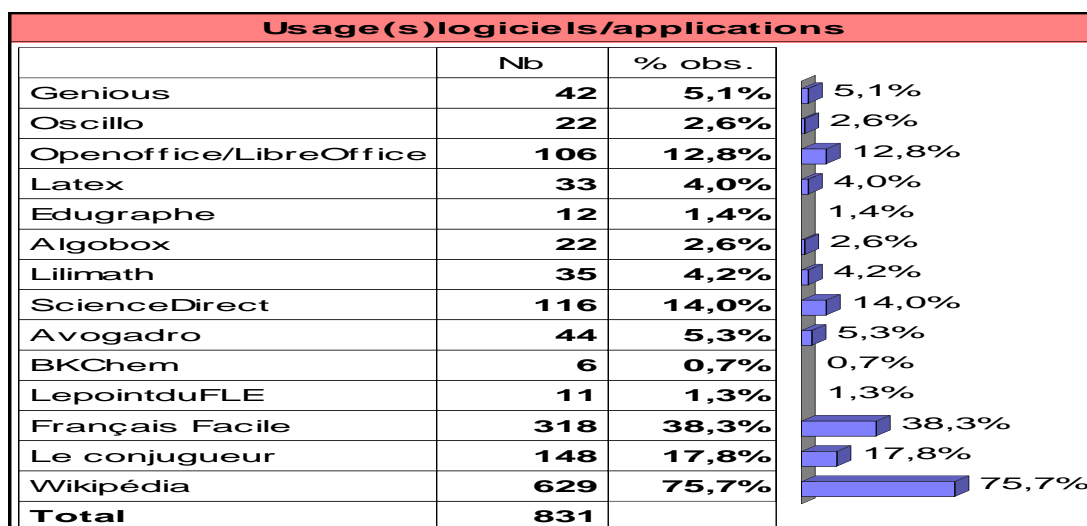 Usage(s)logiciels/applications
Nb % obs.
Genious 42 5,1% 5,1%
Oscillo 22 2,6% 2,6%
Openoffice/LibreOffice 106 12,8% 12,8%
Latex 33 4,0% 4,0%
Edugraphe 12 1,4% 1,4%
Algobox 22 2,6% 2,6%
Lilimath 35 4,2% 4,2%
ScienceDirect 116 14,0% 14,0%
Avogadro 44 5,3% 5,3%
BKChem 6 0,7% 0,7%
LepointduFLE 11 1,3% 1,3%
Français Facile 318 38,3% 38,3%
Le conjugueur 148 17,8% 17,8%
Wikipédia 629 75,7% 75,7%
Total 831